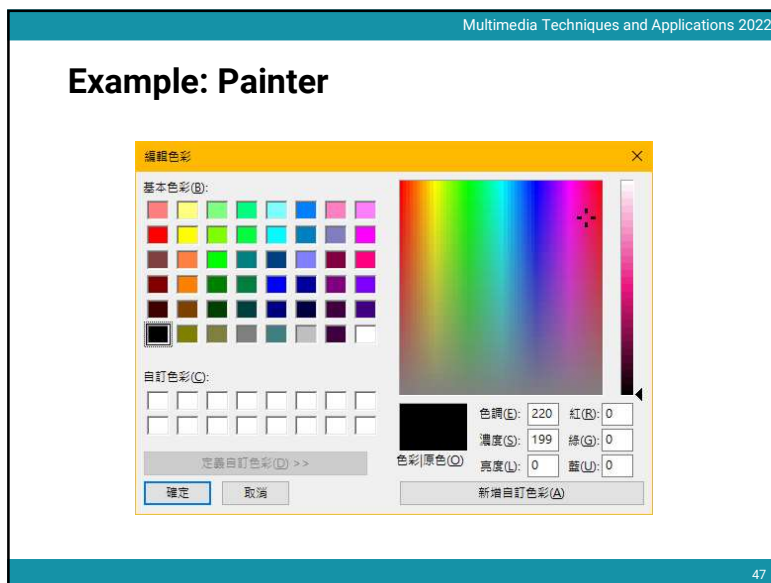 Multimedia Techniques and Applications 2022
Example: Painter
編輯色彩
基本色彩(B):
自訂色彩(C):
定義自訂色彩(D) >>
確定
取消
色彩|原色(O)
色調(E): 220
濃度(S): 199
亮度(L): 0
紅(R): 0
綠(G): 0
藍(U): 0
新增自訂色彩(A)
47